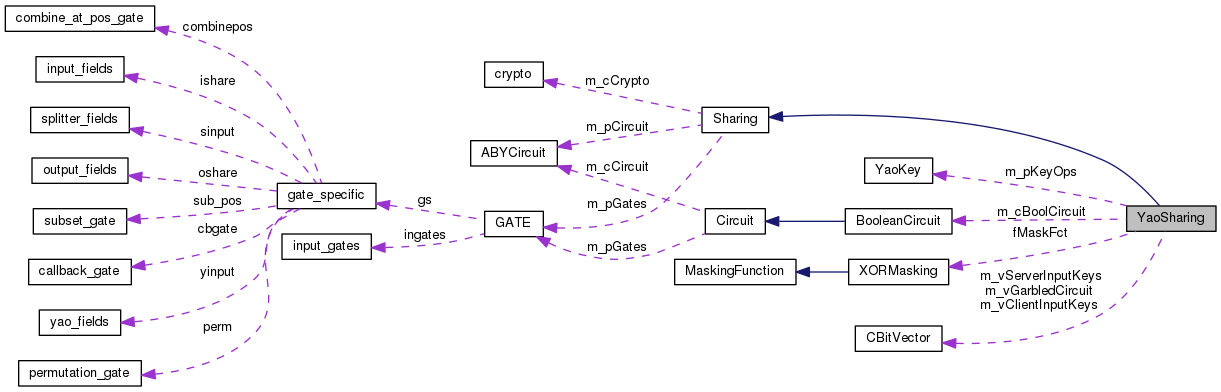 combine_at_pos_gate
combinepos
input_fields
ishare
splitter_fields
sinput
output_fields
oshare
subset_gate
sub_pos
callback_gate
cbgate
yao_fields
yinput
permutation_gate
perm
gate_specific
gs
input_gates
ingates
GATE
crypto
m_cCrypto
ABYCircuit
m_pCircuit
m_cCircuit
m_pGates
m_pGates
Sharing
Circuit
BooleanCircuit
MaskingFunction
XORMasking
YaoKey
m_pKeyOps
m_cBoolCircuit
fMaskFct
m_vServerInputKeys
m_vGarbledCircuit
m_vClientInputKeys
CBitVector
YaoSharing